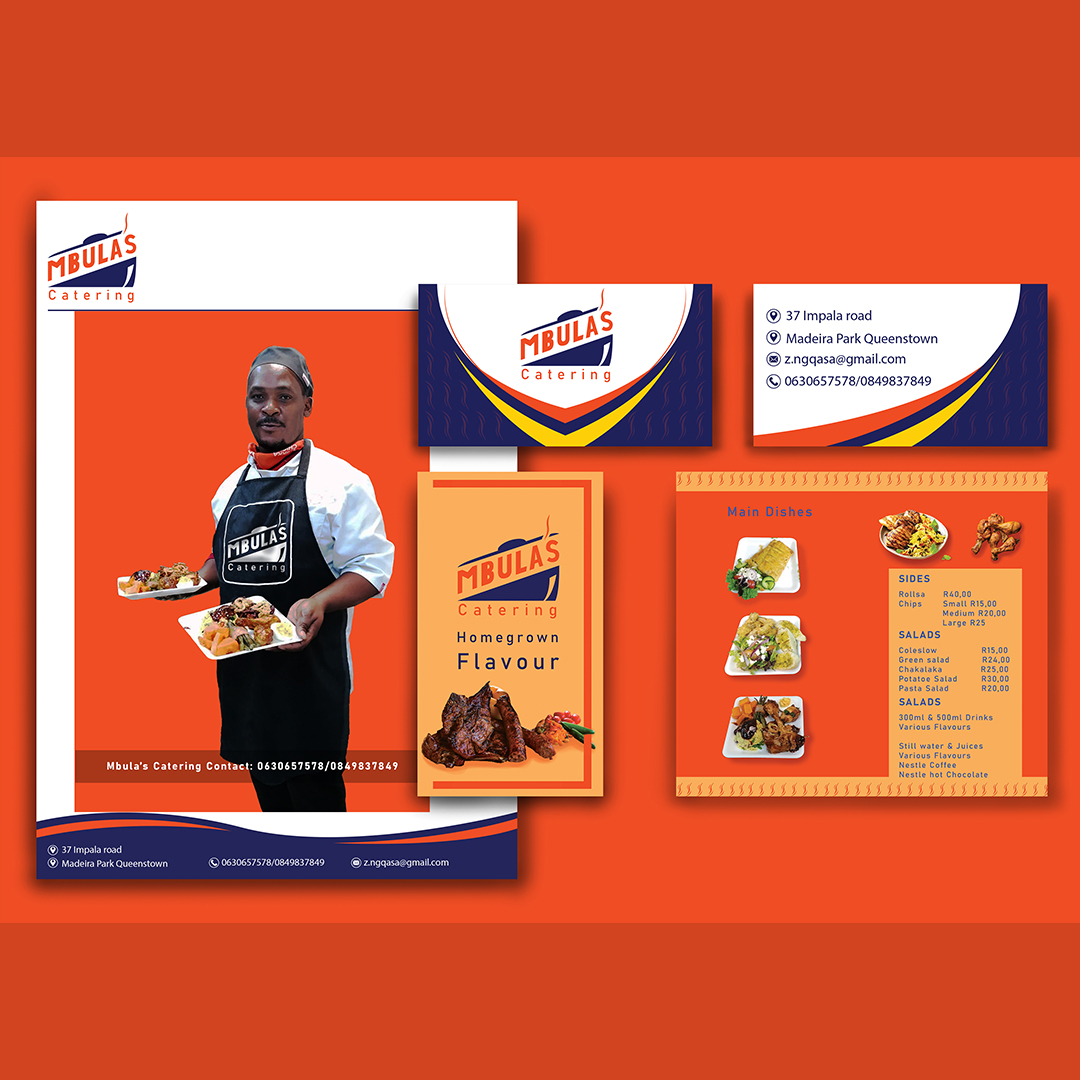 MBULAS
Catering
MBULAS
Catering
Mbula's Catering Contact: 0630657578/0849837849
37 Impala road
Madeira Park Queenstown
0630657578/0849837849
z.ngqasa@gmail.com
MBULAS
Catering
37 Impala road
Madeira Park Queenstown
z.ngqasa@gmail.com
0630657578/0849837849
MBULAS
Catering
Homegrown
Flavour
Main Dishes
SIDES
Rollsa R40,00
Chips Small R15,00
Medium R20,00
Large R25
SALADS
Coleslow R15,00
Green salad R24,00
Chakalaka R25,00
Potatoe Salad R30,00
Pasta Salad R20,00
SALADS
300ml & 500ml Drinks
Various Flavours
Still water & Juices
Various Flavours
Nestle Coffee
Nestle hot Chocolate